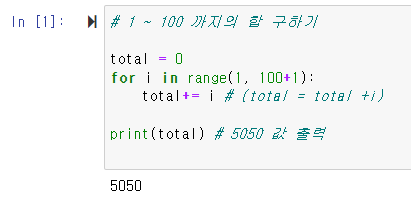 In [1]:
# 1 ~ 100 까지의 합 구하기
total = 0
for i in range(1, 100+1):
total+= i # (total = total +i)
print(total) # 5050 값 출력
5050